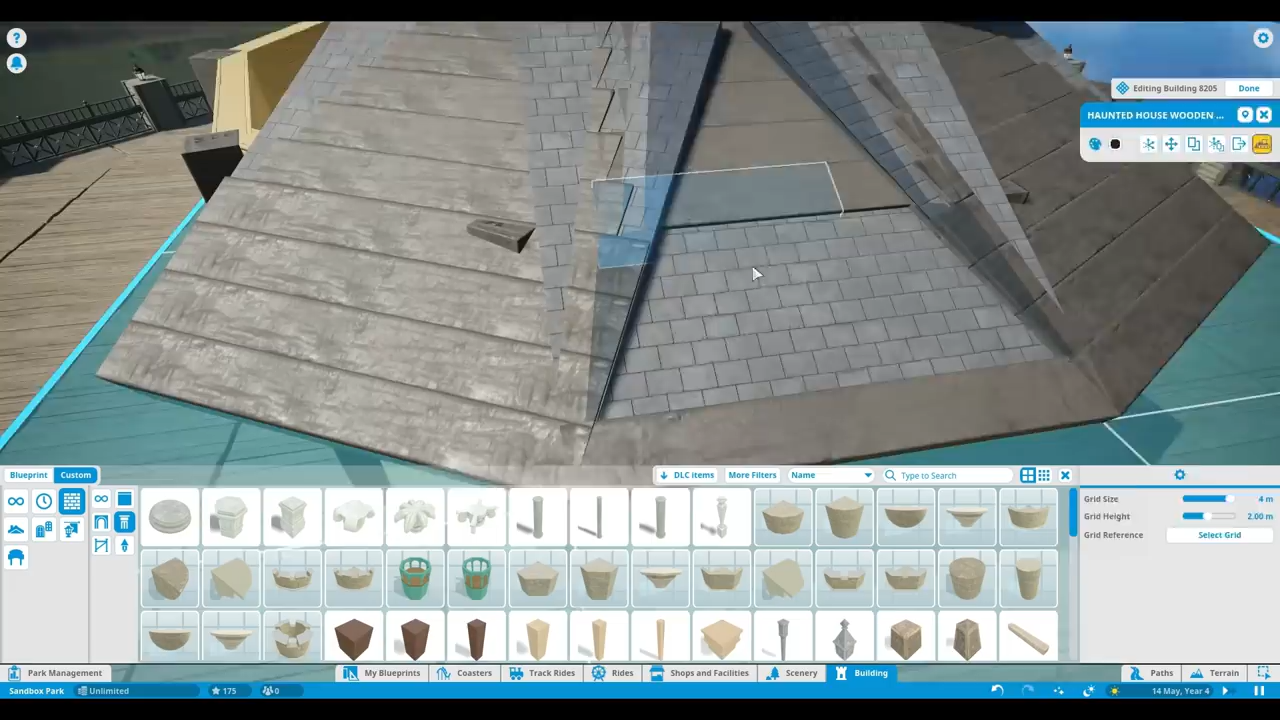 ?
Editing Building 8205 Done
HAUNTED HOUSE WOODEN ...
Blueprint Custom DLC items More Filters Name Type to Search
Grid Size 4 m
Grid Height 2.00 m
Grid Reference Select Grid
Park Management My Blueprints Coasters Track Rides Rides Shops and Facilities Scenery Building Paths Terrain
Sandbox Park Unlimited 175 0 14 May, Year 4